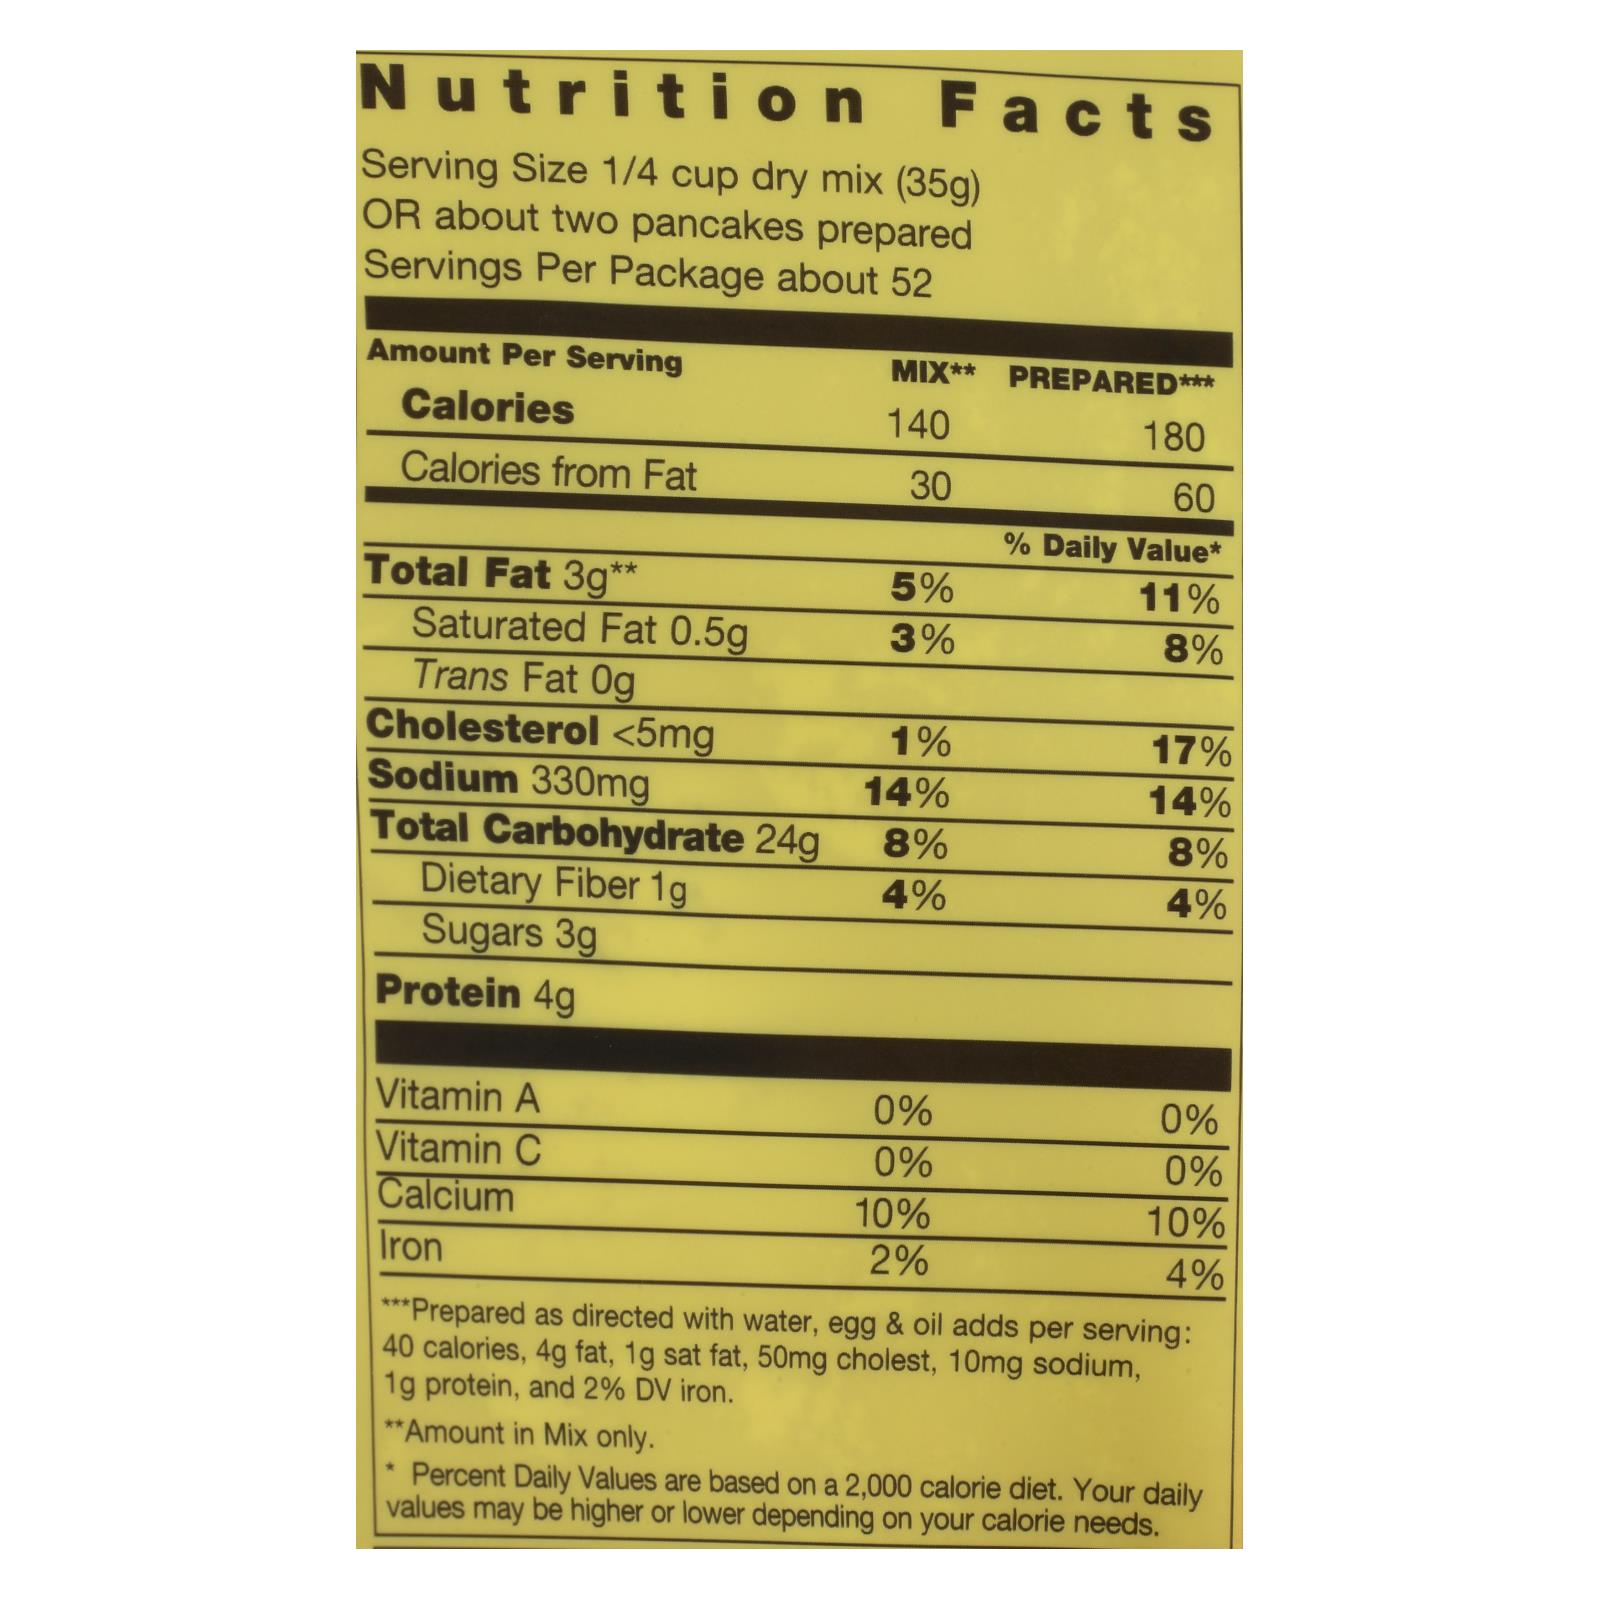 Nutrition Facts
Serving Size 1/4 cup dry mix (35g)
OR about two pancakes prepared
Servings Per Package about 52
Amount Per Serving MIX** PREPARED***
Calories 140 180
Calories from Fat 30 60
% Daily Value*
Total Fat 3g** 5% 11%
Saturated Fat 0.5g 3% 8%
Trans Fat 0g
Cholesterol <5mg 1% 17%
Sodium 330mg 14% 14%
Total Carbohydrate 24g 8% 8%
Dietary Fiber 1g 4% 4%
Sugars 3g
Protein 4g
Vitamin A 0% 0%
Vitamin C 0% 0%
Calcium 10% 10%
Iron 2% 4%
***Prepared as directed with water, egg & oil adds per serving:
40 calories, 4g fat, 1g sat fat, 50mg cholest, 10mg sodium,
1g protein, and 2% DV iron.
**Amount in Mix only.
* Percent Daily Values are based on a 2,000 calorie diet. Your daily
values may be higher or lower depending on your calorie needs.